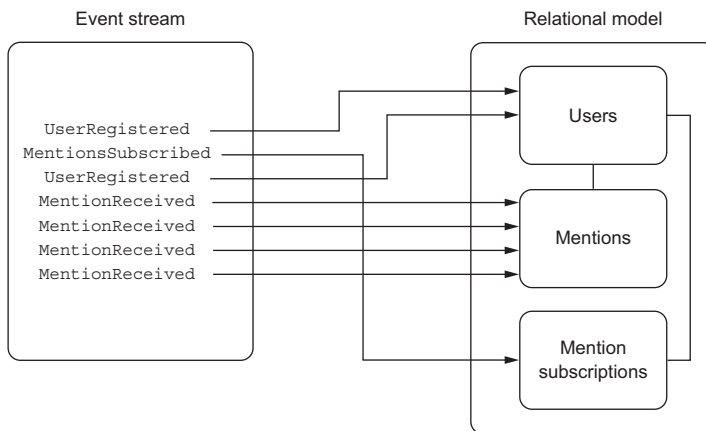 Event stream
Relational model
UserRegistered
MentionsSubscribed
UserRegistered
MentionReceived
MentionReceived
MentionReceived
MentionReceived
Users
Mentions
Mention
subscriptions